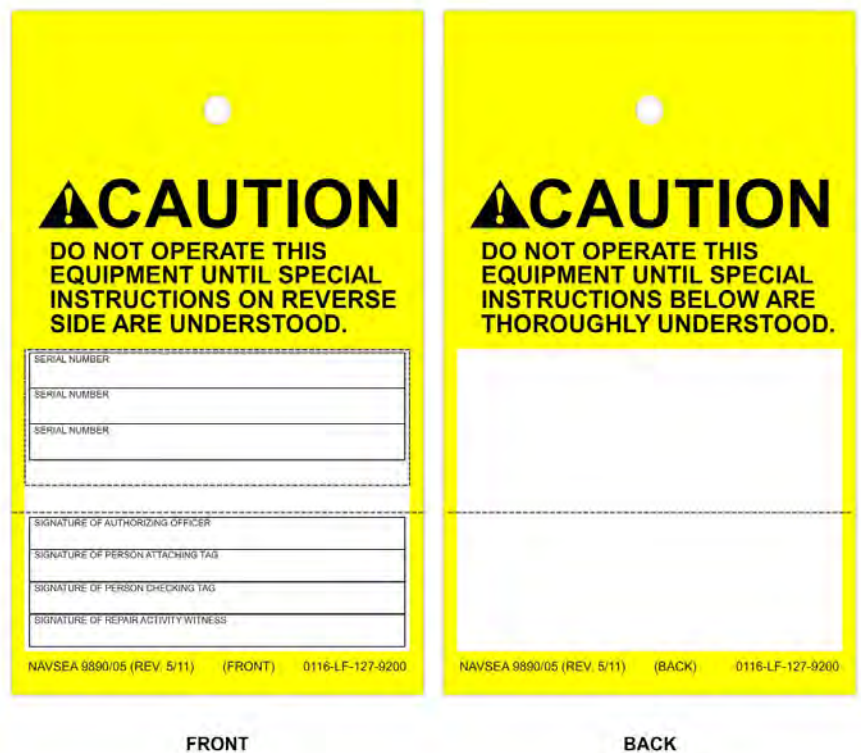 CAUTION
DO NOT OPERATE THIS
EQUIPMENT UNTIL SPECIAL
INSTRUCTIONS ON REVERSE
SIDE ARE UNDERSTOOD.
SERIAL NUMBER
SERIAL NUMBER
SERIAL NUMBER
SIGNATURE OF AUTHORIZING OFFICER
SIGNATURE OF PERSON ATTACHING TAG
SIGNATURE OF PERSON CHECKING TAG
SIGNATURE OF REPAIR ACTIVITY WITNESS
NAVSEA 9890/05 (REV. 5/11) (FRONT) 0116-LF-127-9200
FRONT
CAUTION
DO NOT OPERATE THIS
EQUIPMENT UNTIL SPECIAL
INSTRUCTIONS BELOW ARE
THOROUGHLY UNDERSTOOD.
NAVSEA 9890/05 (REV. 5/11) (BACK) 0116-LF-127-9200
BACK